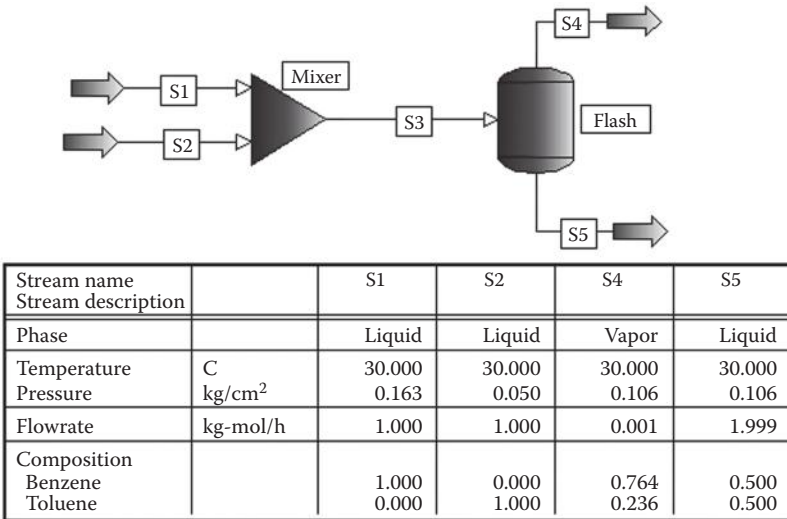 S4
Mixer
S1
S3
Flash
S2
S5
Stream name S1 S2 S4 S5
Stream description
Phase Liquid Liquid Vapor Liquid
Temperature C 30.000 30.000 30.000 30.000
Pressure kg/cm² 0.163 0.050 0.106 0.106
Flowrate kg-mol/h 1.000 1.000 0.001 1.999
Composition
Benzene 1.000 0.000 0.764 0.500
Toluene 0.000 1.000 0.236 0.500